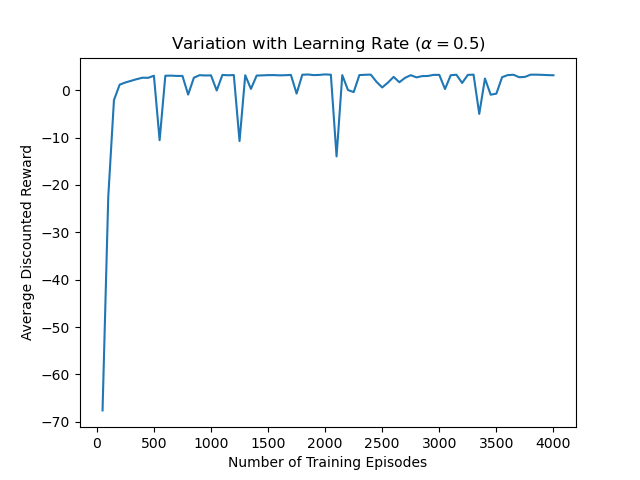 Variation with Learning Rate (α = 0.5)
Average Discounted Reward
0
−10
−20
−30
−40
−50
−60
−70
0 500 1000 1500 2000 2500 3000 3500 4000
Number of Training Episodes